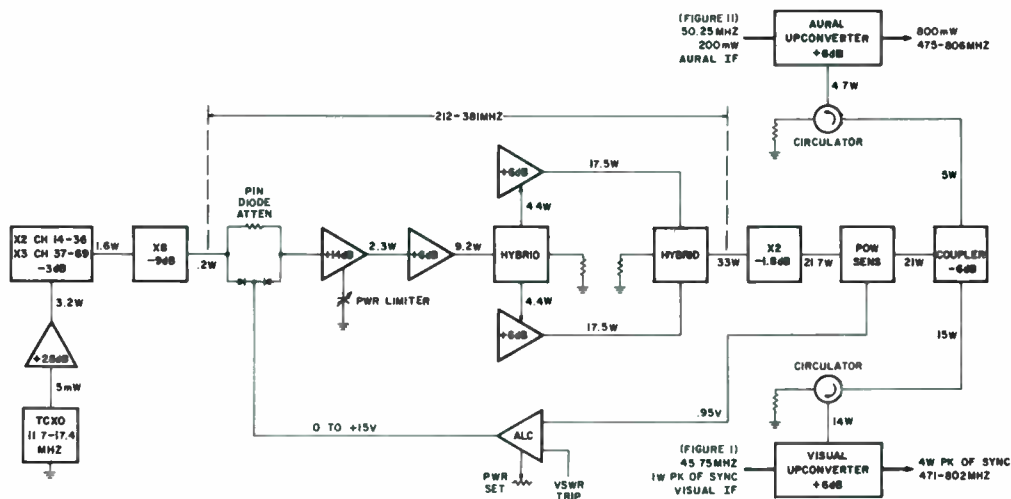 (FIGURE II)
50.25MHZ
200mW
AURAL IF
AURAL
UPCONVERTER
+6dB
800mW
475-806MHZ
4.7W
CIRCULATOR
212-381MHZ
17.5W
+6dB
5W
PIN
DIODE
ATTEN
4.4W
X2 CH 14-36
X3 CH 37-69
-3dB
1.6W
X8
-9dB
.2W
+14dB
2.3W
+6dB
9.2W
HYBRID
HYBRID
33W
X2
-1.8dB
21.7W
POW
SENS
21W
COUPLER
-6dB
3.2W
PWR LIMITER
4.4W
+6dB
17.5W
15W
+28dB
CIRCULATOR
5mW
TCXO
11.7-17.4
MHZ
0 TO +15V
ALC
.95V
14W
PWR
SET
VSWR
TRIP
(FIGURE I)
45.75MHZ
1W PK OF SYNC
VISUAL IF
VISUAL
UPCONVERTER
+6dB
4W PK OF SYNC
471-802MHZ